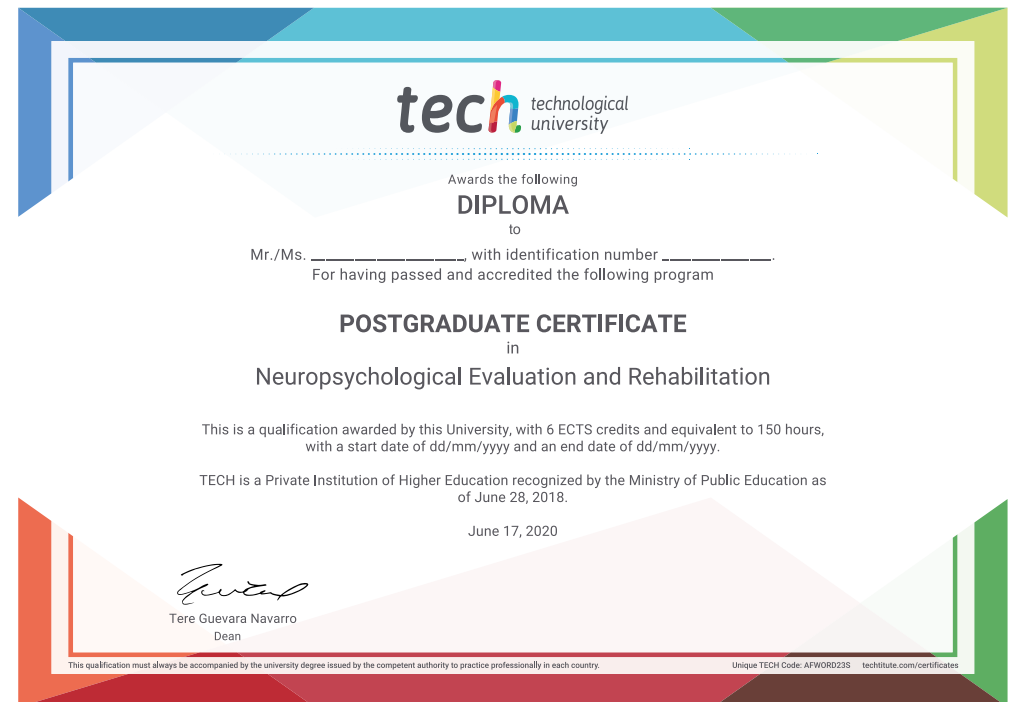 tech technological
university
Awards the following
DIPLOMA
to
Mr./Ms. ____________________, with identification number ______________.
For having passed and accredited the following program
POSTGRADUATE CERTIFICATE
in
Neuropsychological Evaluation and Rehabilitation
This is a qualification awarded by this University, with 6 ECTS credits and equivalent to 150 hours,
with a start date of dd/mm/yyyy and an end date of dd/mm/yyyy.
TECH is a Private Institution of Higher Education recognized by the Ministry of Public Education as
of June 28, 2018.
June 17, 2020
Tere Guevara Navarro
Dean
This qualification must always be accompanied by the university degree issued by the competent authority to practice professionally in each country. Unique TECH Code: AFWORD23S techtitute.com/certificates